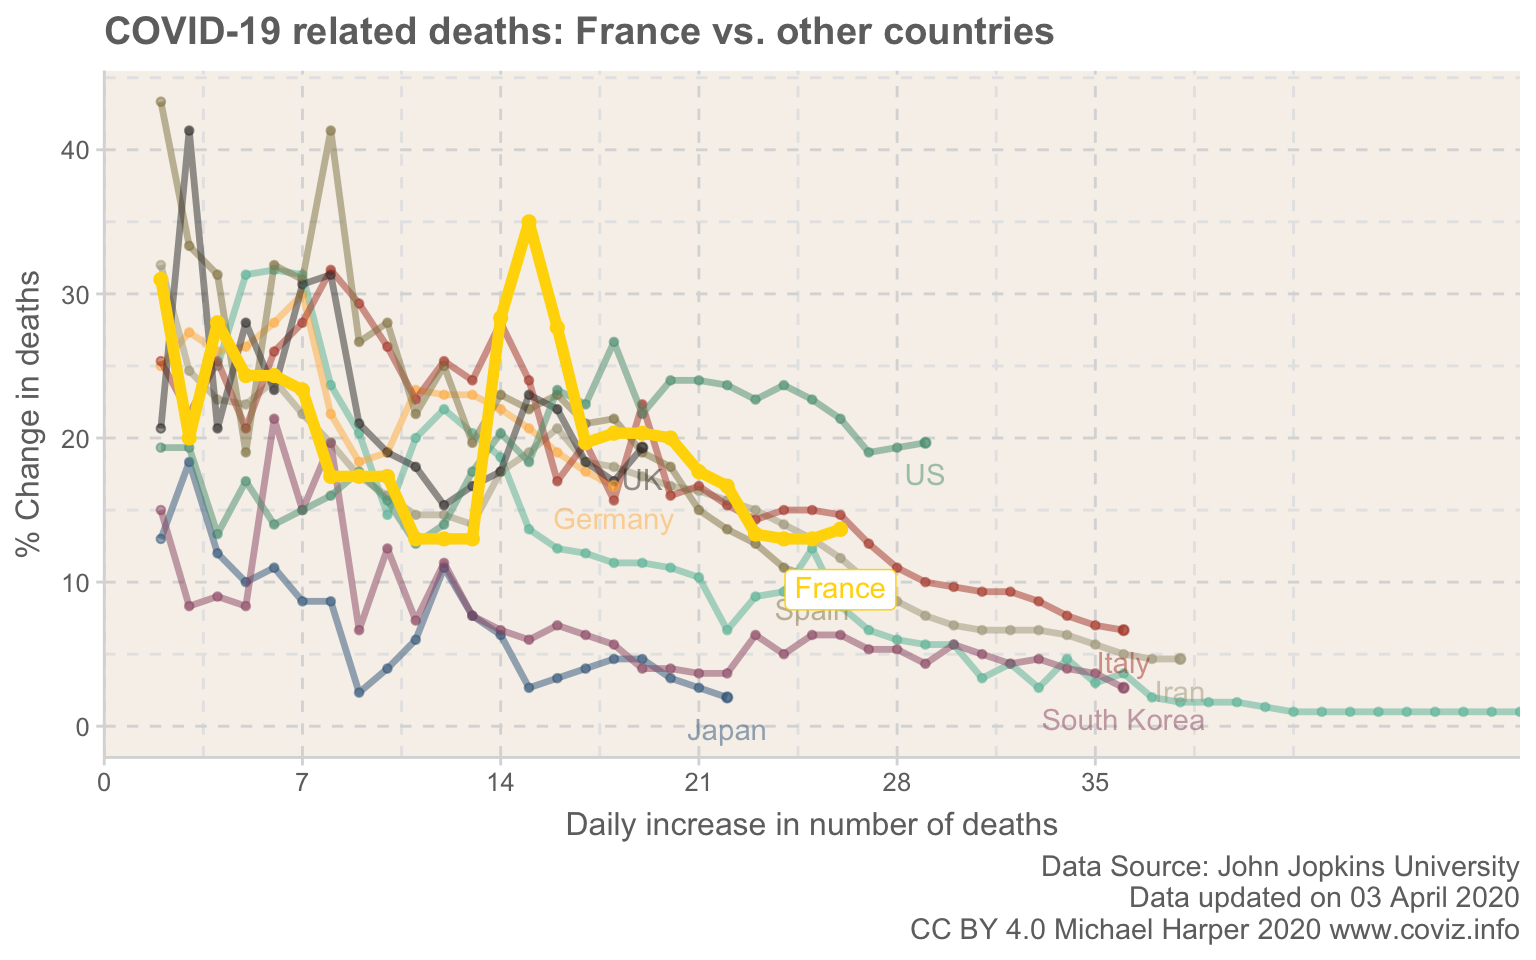 COVID-19 related deaths: France vs. other countries
% Change in deaths
40
30
20
10
0
UK
US
Germany
France
Spain
Italy
Iran
South Korea
Japan
0 7 14 21 28 35
Daily increase in number of deaths
Data Source: John Jopkins University
Data updated on 03 April 2020
CC BY 4.0 Michael Harper 2020 www.coviz.info